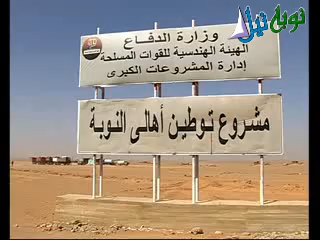 نوبة نيل
وزارة الدفاع
الهيئة الهندسية للقوات المسلحة
إدارة المشروعات الكبرى
مشروع توطين أهالى النوبة